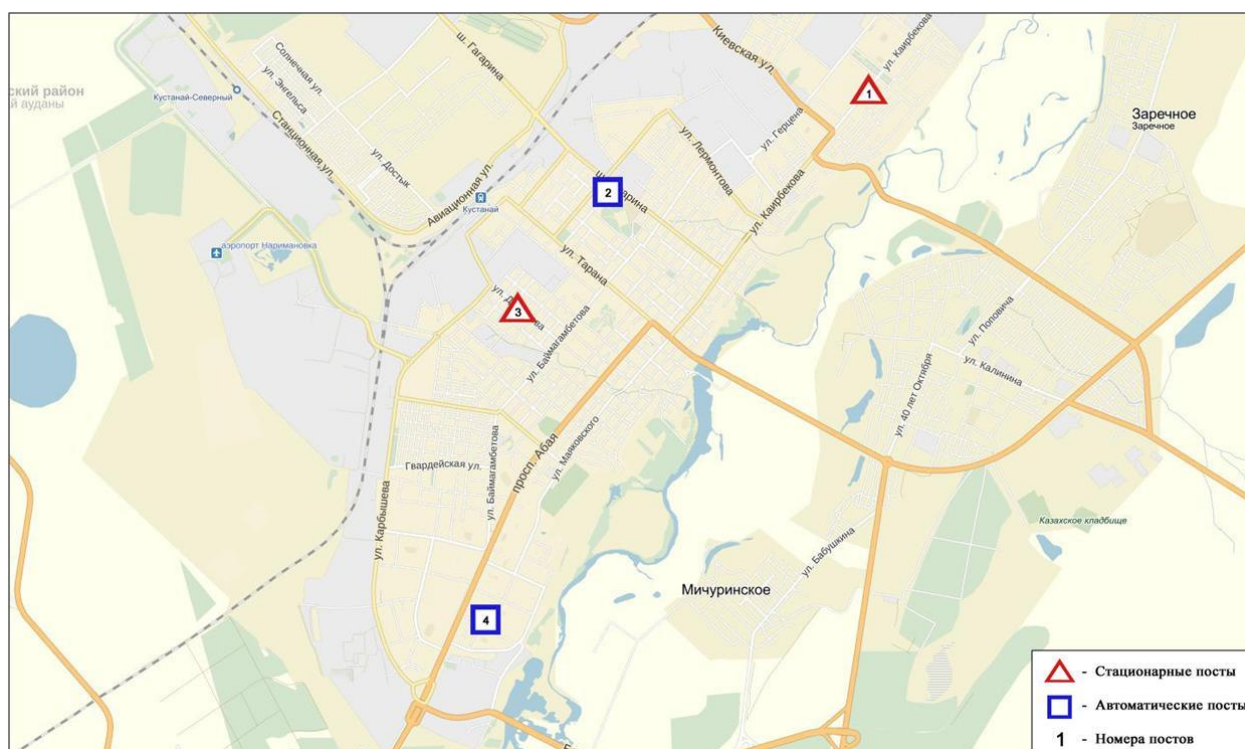 ский район
й ауданы
Кустанай-Северный
Солнечная ул.
ул. Энгельса
Станционная ул.
ул. Достык
Авиационная ул.
Кустанай
аэропорт Наримановка
ш. Гагарина
Киевская ул.
ул. Каирбекова
1
ул. Герцена
ул. Лермонтова
ш. Гагарина
2
ул. Каирбекова
Заречное
Заречное
ул. Тарана
3
ул. Баймагамбетова
ул. Поповича
ул. Калинина
ул. 40 лет Октября
просп. Абая
ул. Маяковского
Гвардейская ул.
ул. Баймагамбетова
ул. Карбышева
Казахское кладбище
ул. Бабушкина
Мичуринское
4
- Стационарные посты
- Автоматические посты
1 - Номера постов